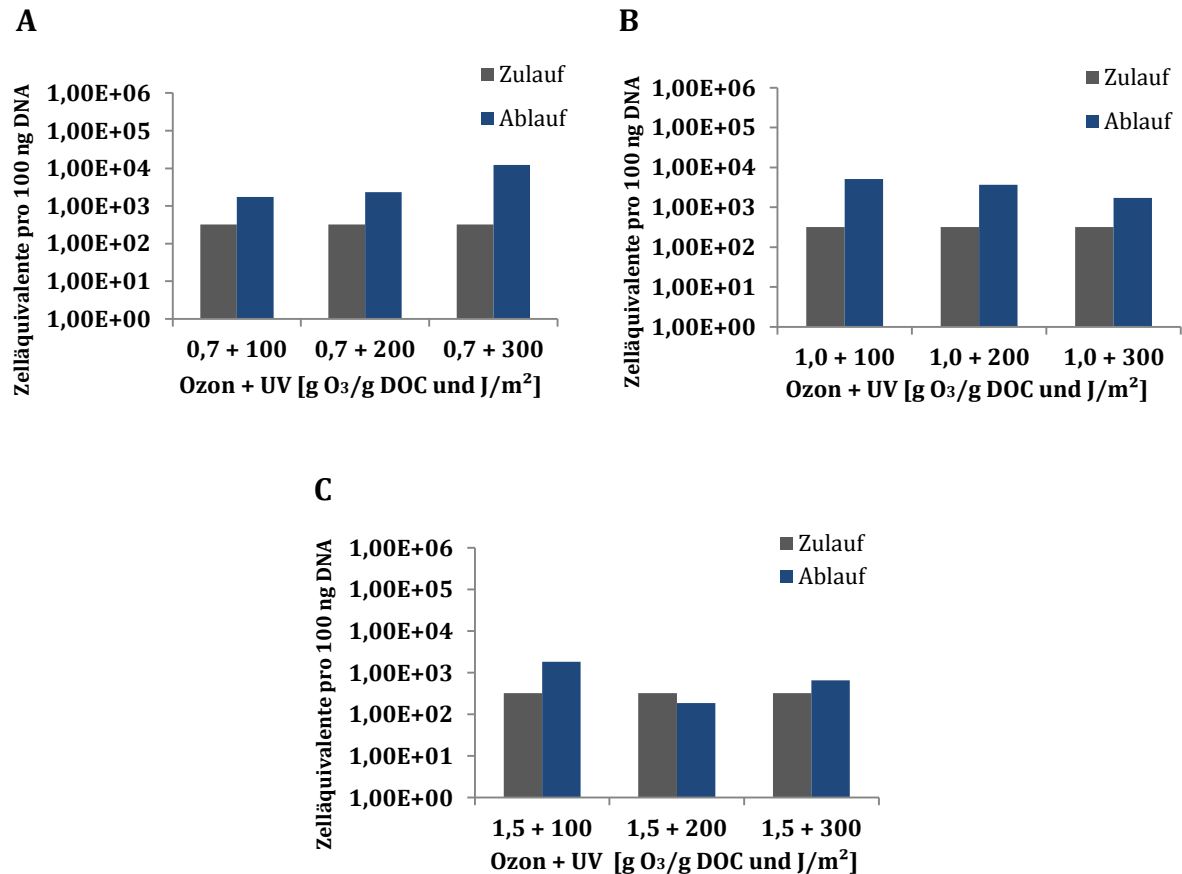 A
Zelläquivalente pro 100 ng DNA
1,00E+06
1,00E+05
1,00E+04
1,00E+03
1,00E+02
1,00E+01
1,00E+00
Zulauf
Ablauf
0,7 + 100 0,7 + 200 0,7 + 300
Ozon + UV [g O₃/g DOC und J/m²]
B
Zelläquivalente pro 100 ng DNA
1,00E+06
1,00E+05
1,00E+04
1,00E+03
1,00E+02
1,00E+01
1,00E+00
Zulauf
Ablauf
1,0 + 100 1,0 + 200 1,0 + 300
Ozon + UV [g O₃/g DOC und J/m²]
C
Zelläquivalente pro 100 ng DNA
1,00E+06
1,00E+05
1,00E+04
1,00E+03
1,00E+02
1,00E+01
1,00E+00
Zulauf
Ablauf
1,5 + 100 1,5 + 200 1,5 + 300
Ozon + UV [g O₃/g DOC und J/m²]